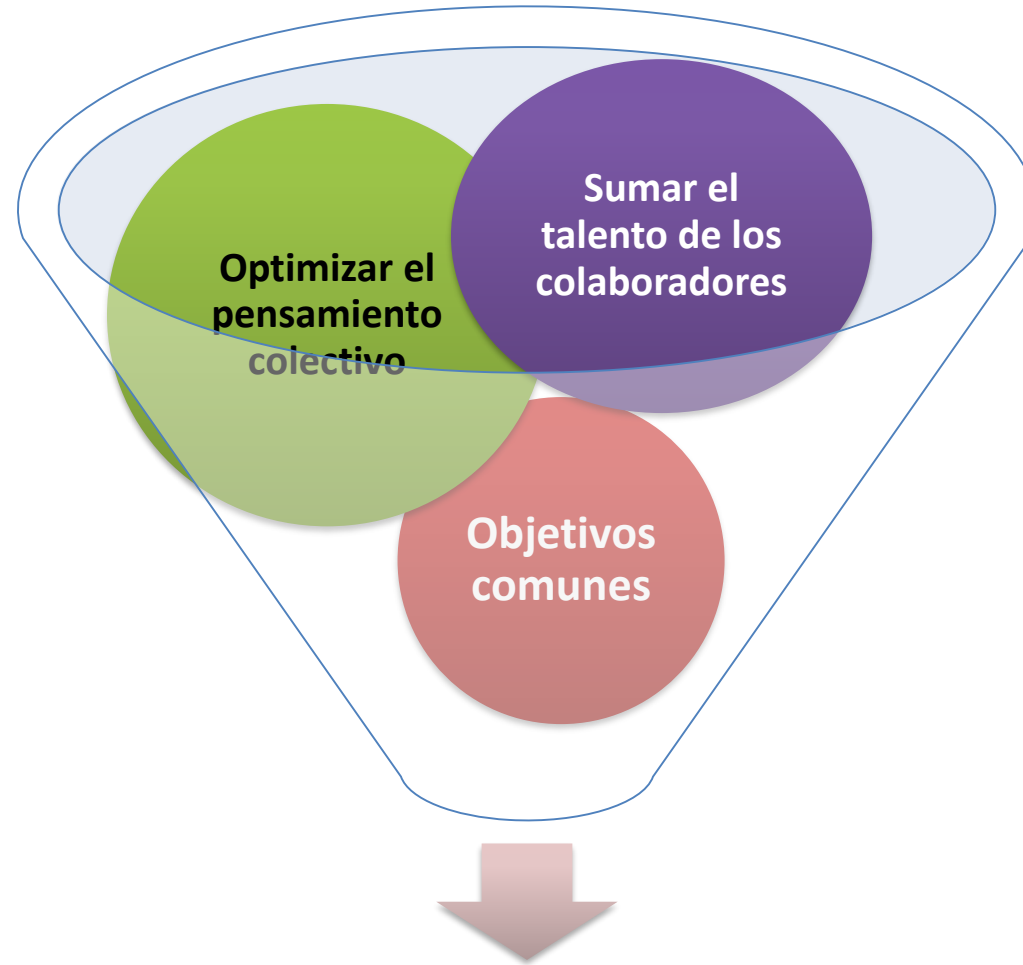 Sumar el
talento de los
colaboradores
Optimizar el
pensamiento
colectivo
Objetivos
comunes